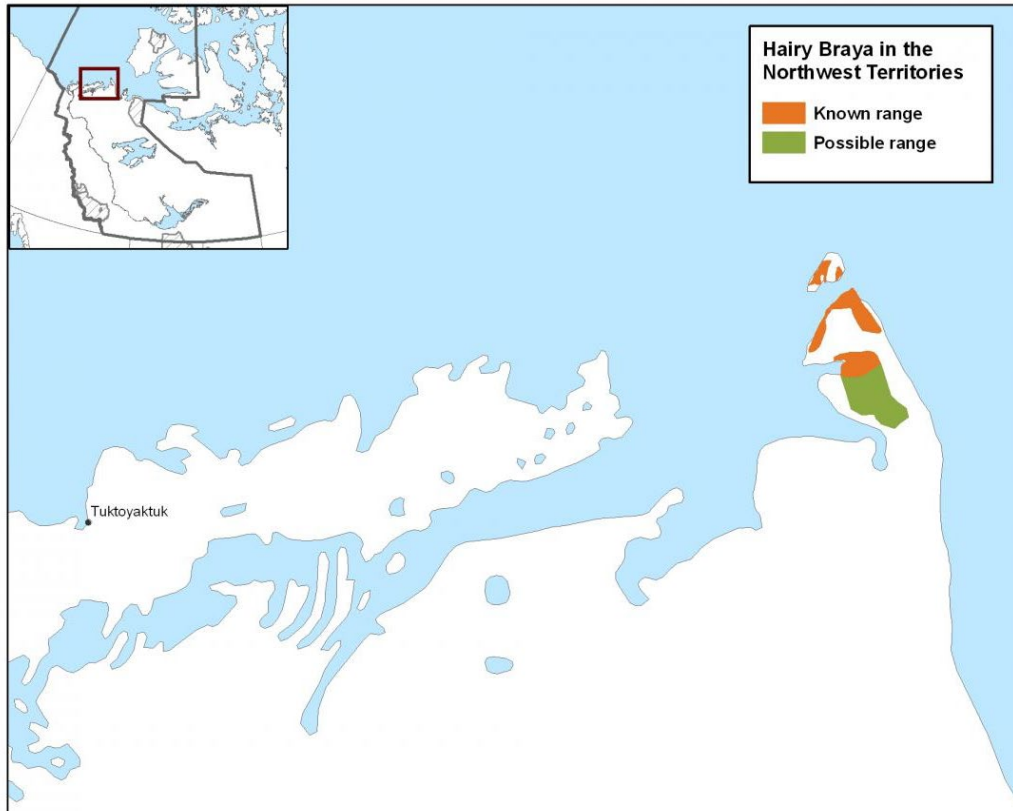 Hairy Braya in the
Northwest Territories
Known range
Possible range
Tuktoyaktuk